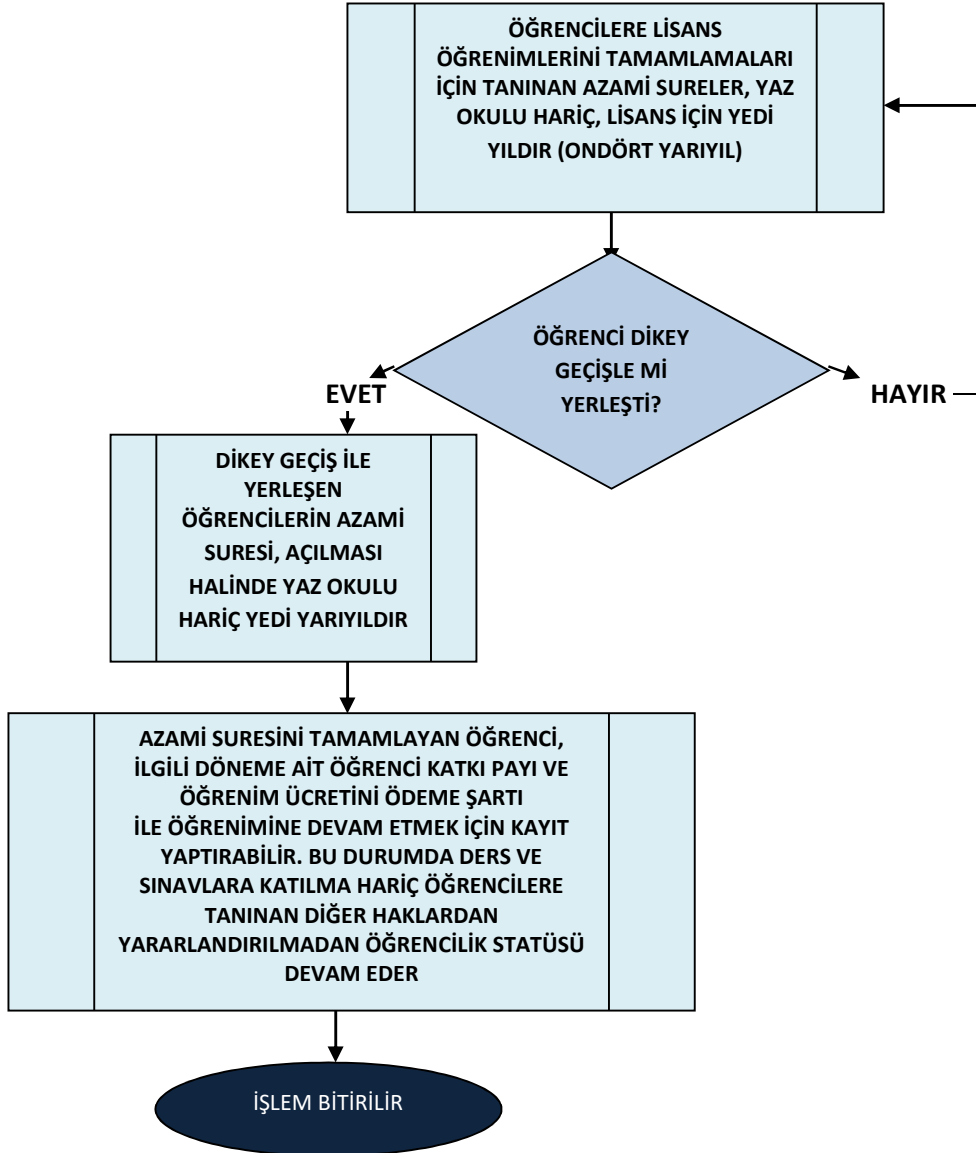 ÖĞRENCİLERE LİSANS
ÖĞRENİMLERİNİ TAMAMLAMALARI
İÇİN TANINAN AZAMİ SURELER, YAZ
OKULU HARİÇ, LİSANS İÇİN YEDİ
YILDIR (ONDÖRT YARIYIL)
ÖĞRENCİ DİKEY
GEÇİŞLE Mİ
YERLEŞTİ?
EVET
HAYIR
DİKEY GEÇİŞ İLE
YERLEŞEN
ÖĞRENCİLERİN AZAMİ
SURESİ, AÇILMASI
HALİNDE YAZ OKULU
HARİÇ YEDİ YARIYILDIR
AZAMİ SURESİNİ TAMAMLAYAN ÖĞRENCİ,
İLGİLİ DÖNEME AİT ÖĞRENCİ KATKI PAYI VE
ÖĞRENİM ÜCRETİNİ ÖDEME ŞARTI
İLE ÖĞRENİMİNE DEVAM ETMEK İÇİN KAYIT
YAPTIRABİLİR. BU DURUMDA DERS VE
SINAVLARA KATILMA HARİÇ ÖĞRENCİLERE
TANINAN DİĞER HAKLARDAN
YARARLANDIRILMADAN ÖĞRENCİLİK STATÜSÜ
DEVAM EDER
İŞLEM BİTİRİLİR